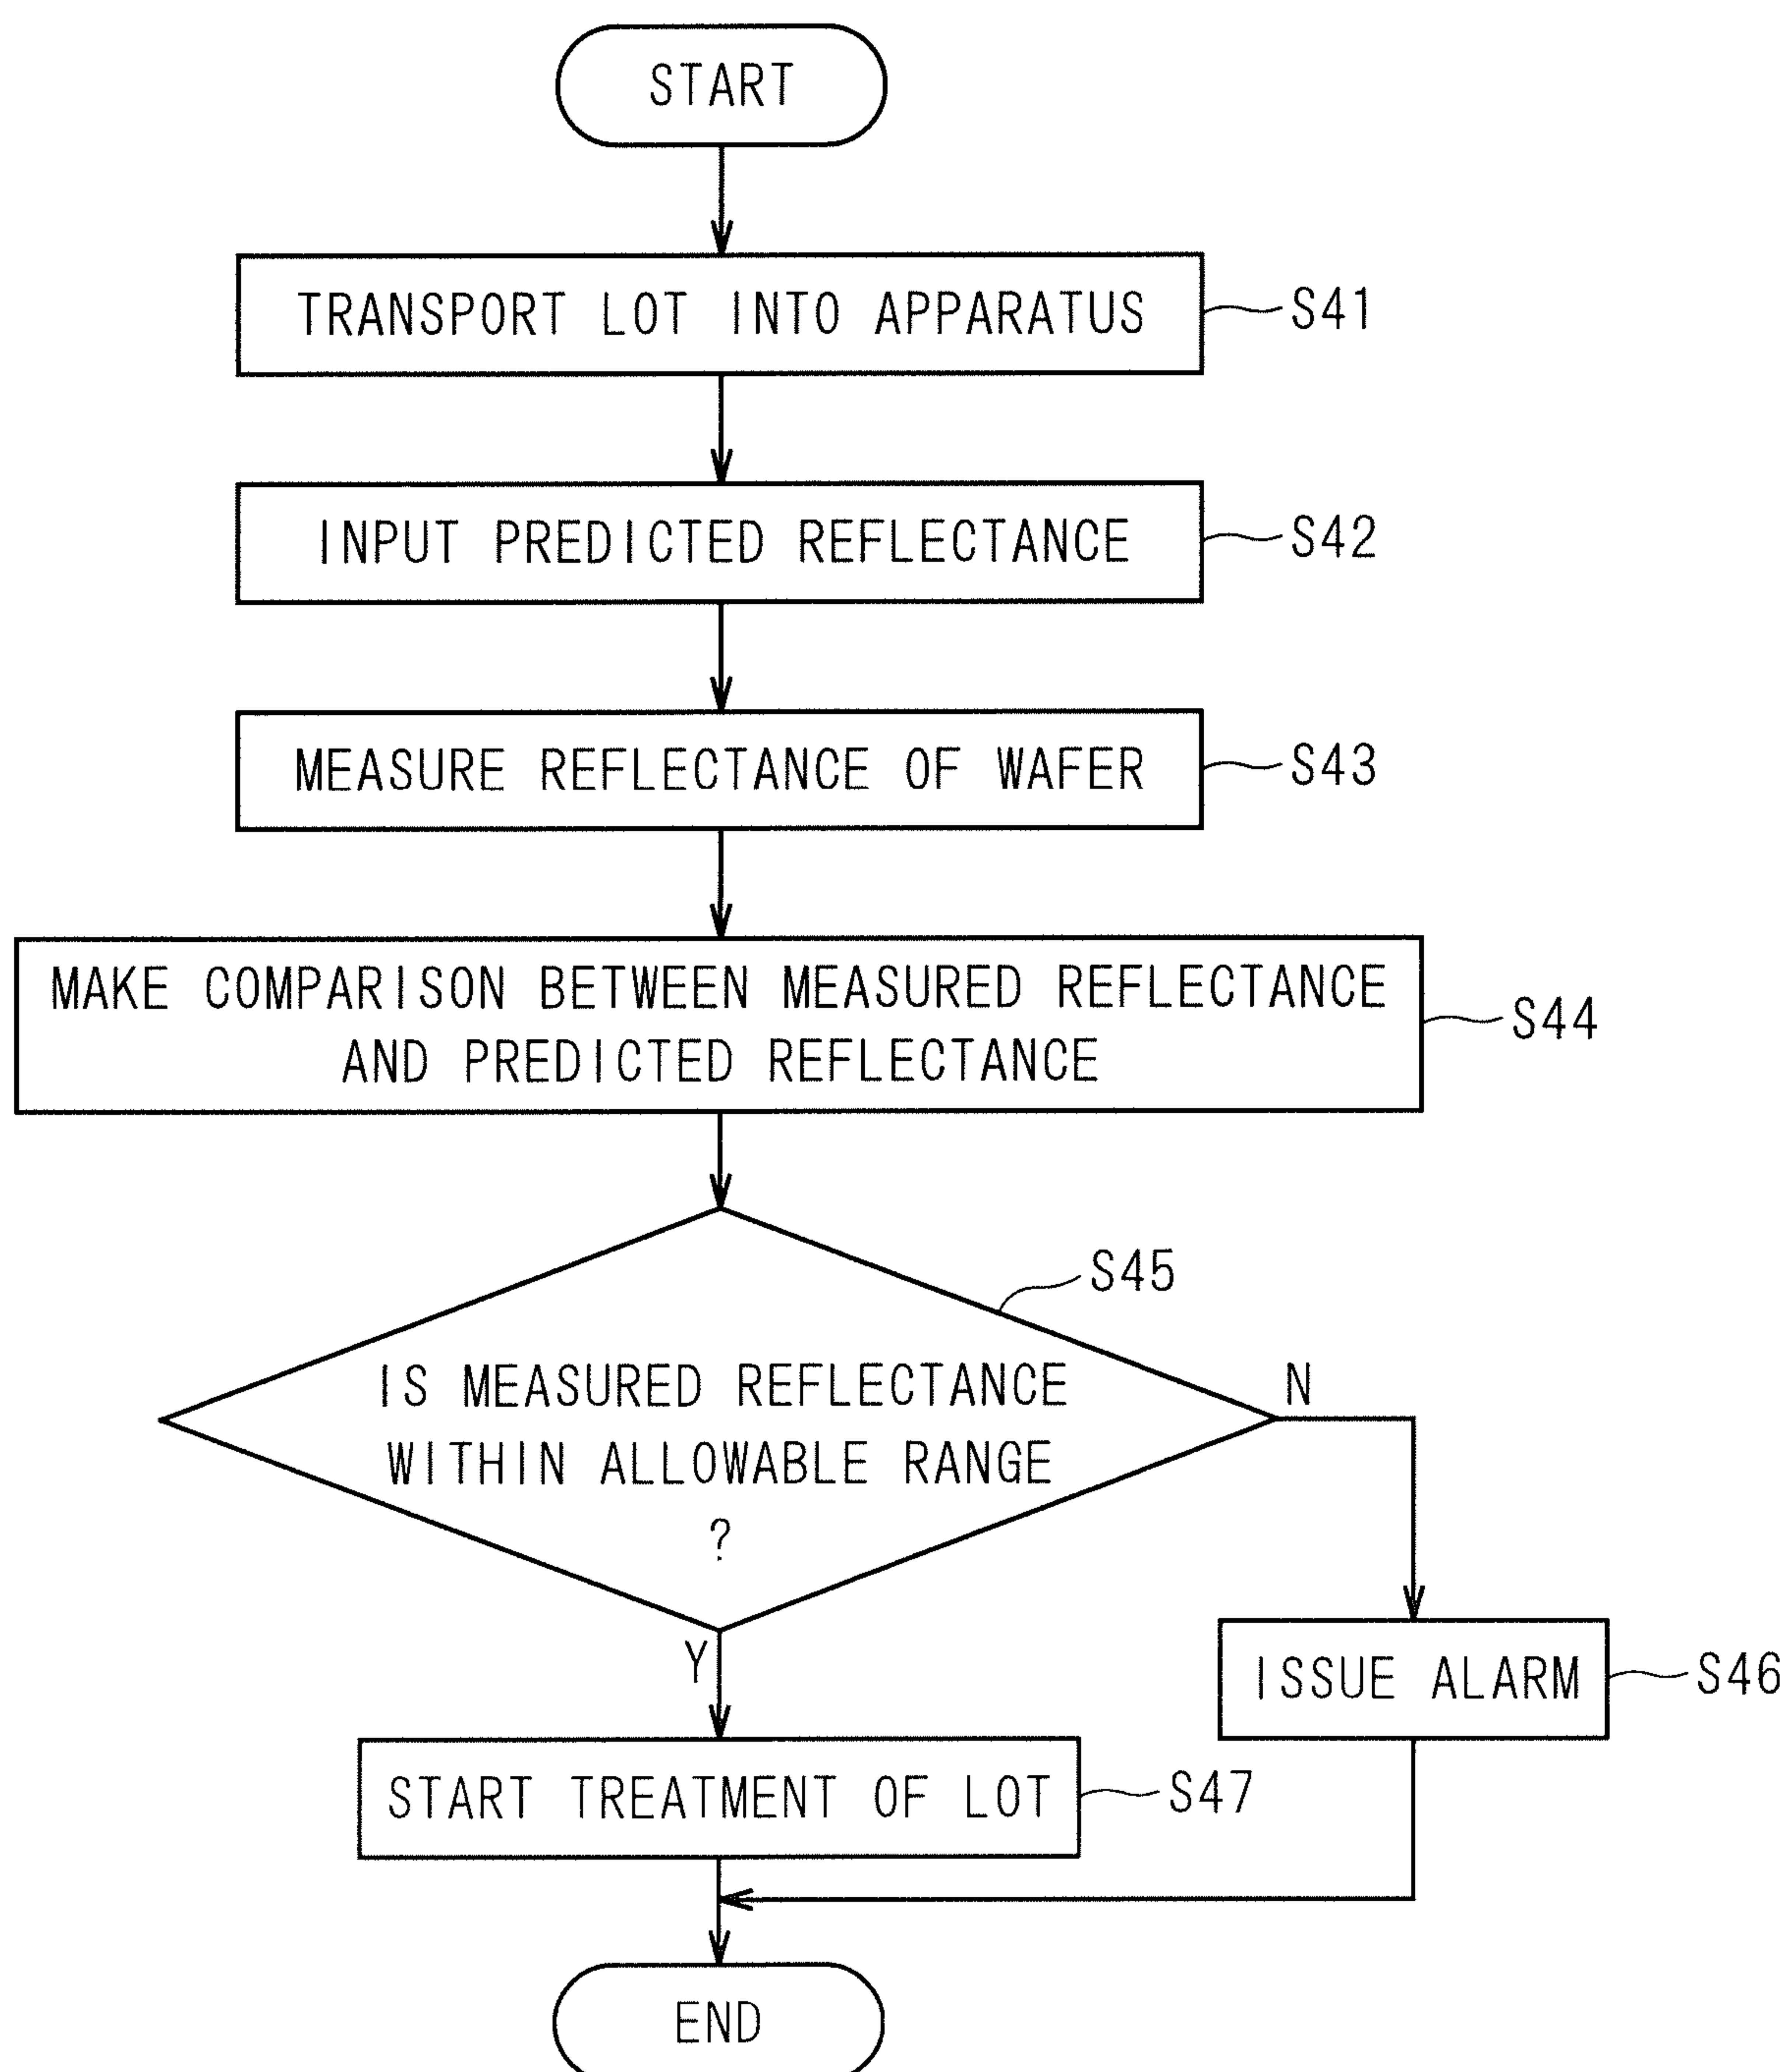 START
TRANSPORT LOT INTO APPARATUS
S41
INPUT PREDICTED REFLECTANCE
S42
MEASURE REFLECTANCE OF WAFER
S43
MAKE COMPARISON BETWEEN MEASURED REFLECTANCE
AND PREDICTED REFLECTANCE
S44
S45
IS MEASURED REFLECTANCE
WITHIN ALLOWABLE RANGE
?
N
Y
ISSUE ALARM
S46
START TREATMENT OF LOT
S47
END